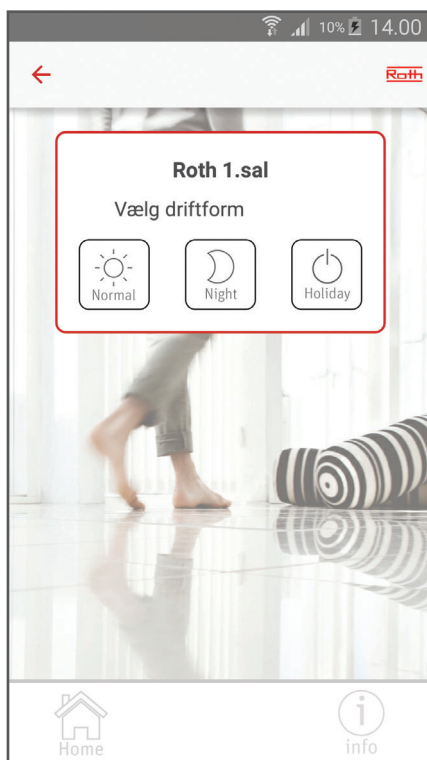 10% 14.00
Roth
Roth 1.sal
Vælg driftform
Normal Night Holiday
Home info